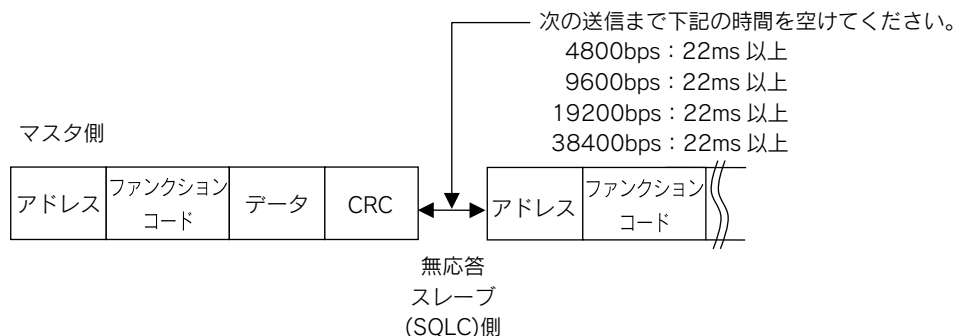 次の送信まで下記の時間を空けてください。
4800bps：22ms 以上
9600bps：22ms 以上
19200bps：22ms 以上
38400bps：22ms 以上
マスタ側
アドレス
ファンクション
コード
データ
CRC
アドレス
ファンクション
コード
無応答
スレーブ
(SQLC)側